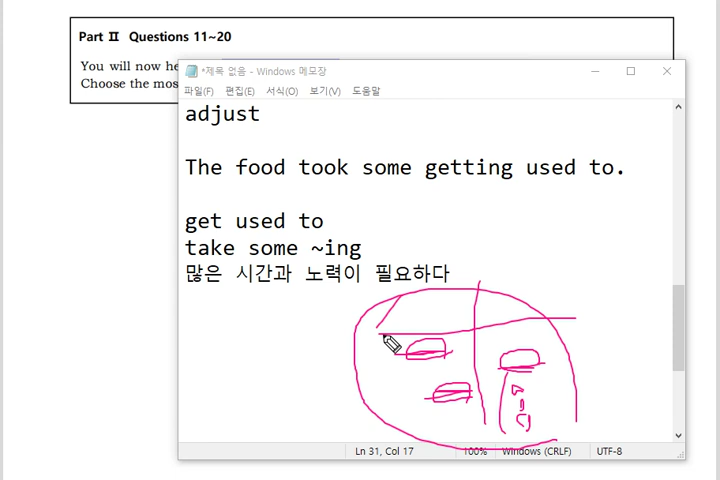 Part Ⅱ Questions 11~20
You will now he
Choose the mos
*제목 없음 - Windows 메모장
파일(F) 편집(E) 서식(O) 보기(V) 도움말
adjust
The food took some getting used to.
get used to
take some ~ing
많은 시간과 노력이 필요하다
Ln 31, Col 17 100% Windows (CRLF) UTF-8